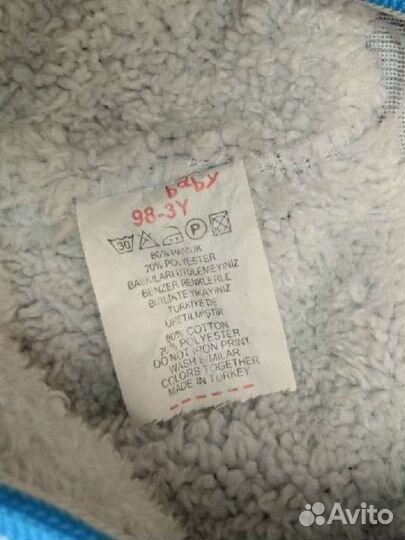 baby
98-3Y
30 P
80% PAMUK
20% POLYESTER
BASKILARI ÜTÜLEMEYİNİZ
BENZER RENKLERLE
BİRLİKTE YIKAYINIZ
TÜRKİYE DE
ÜRETİLMİŞTİR
80% COTTON
20% POLYESTER
DO NOT IRON PRINT
WASH SIMILAR
COLORS TOGETHER
MADE IN TURKEY
Avito